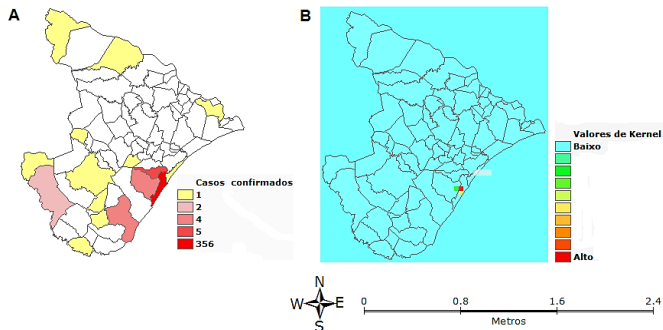 A
B
Casos confirmados
1
2
4
5
356
Valores de Kernel
Baixo
Alto
N
W
E
S
0
0.8
1.6
2.4
Metros